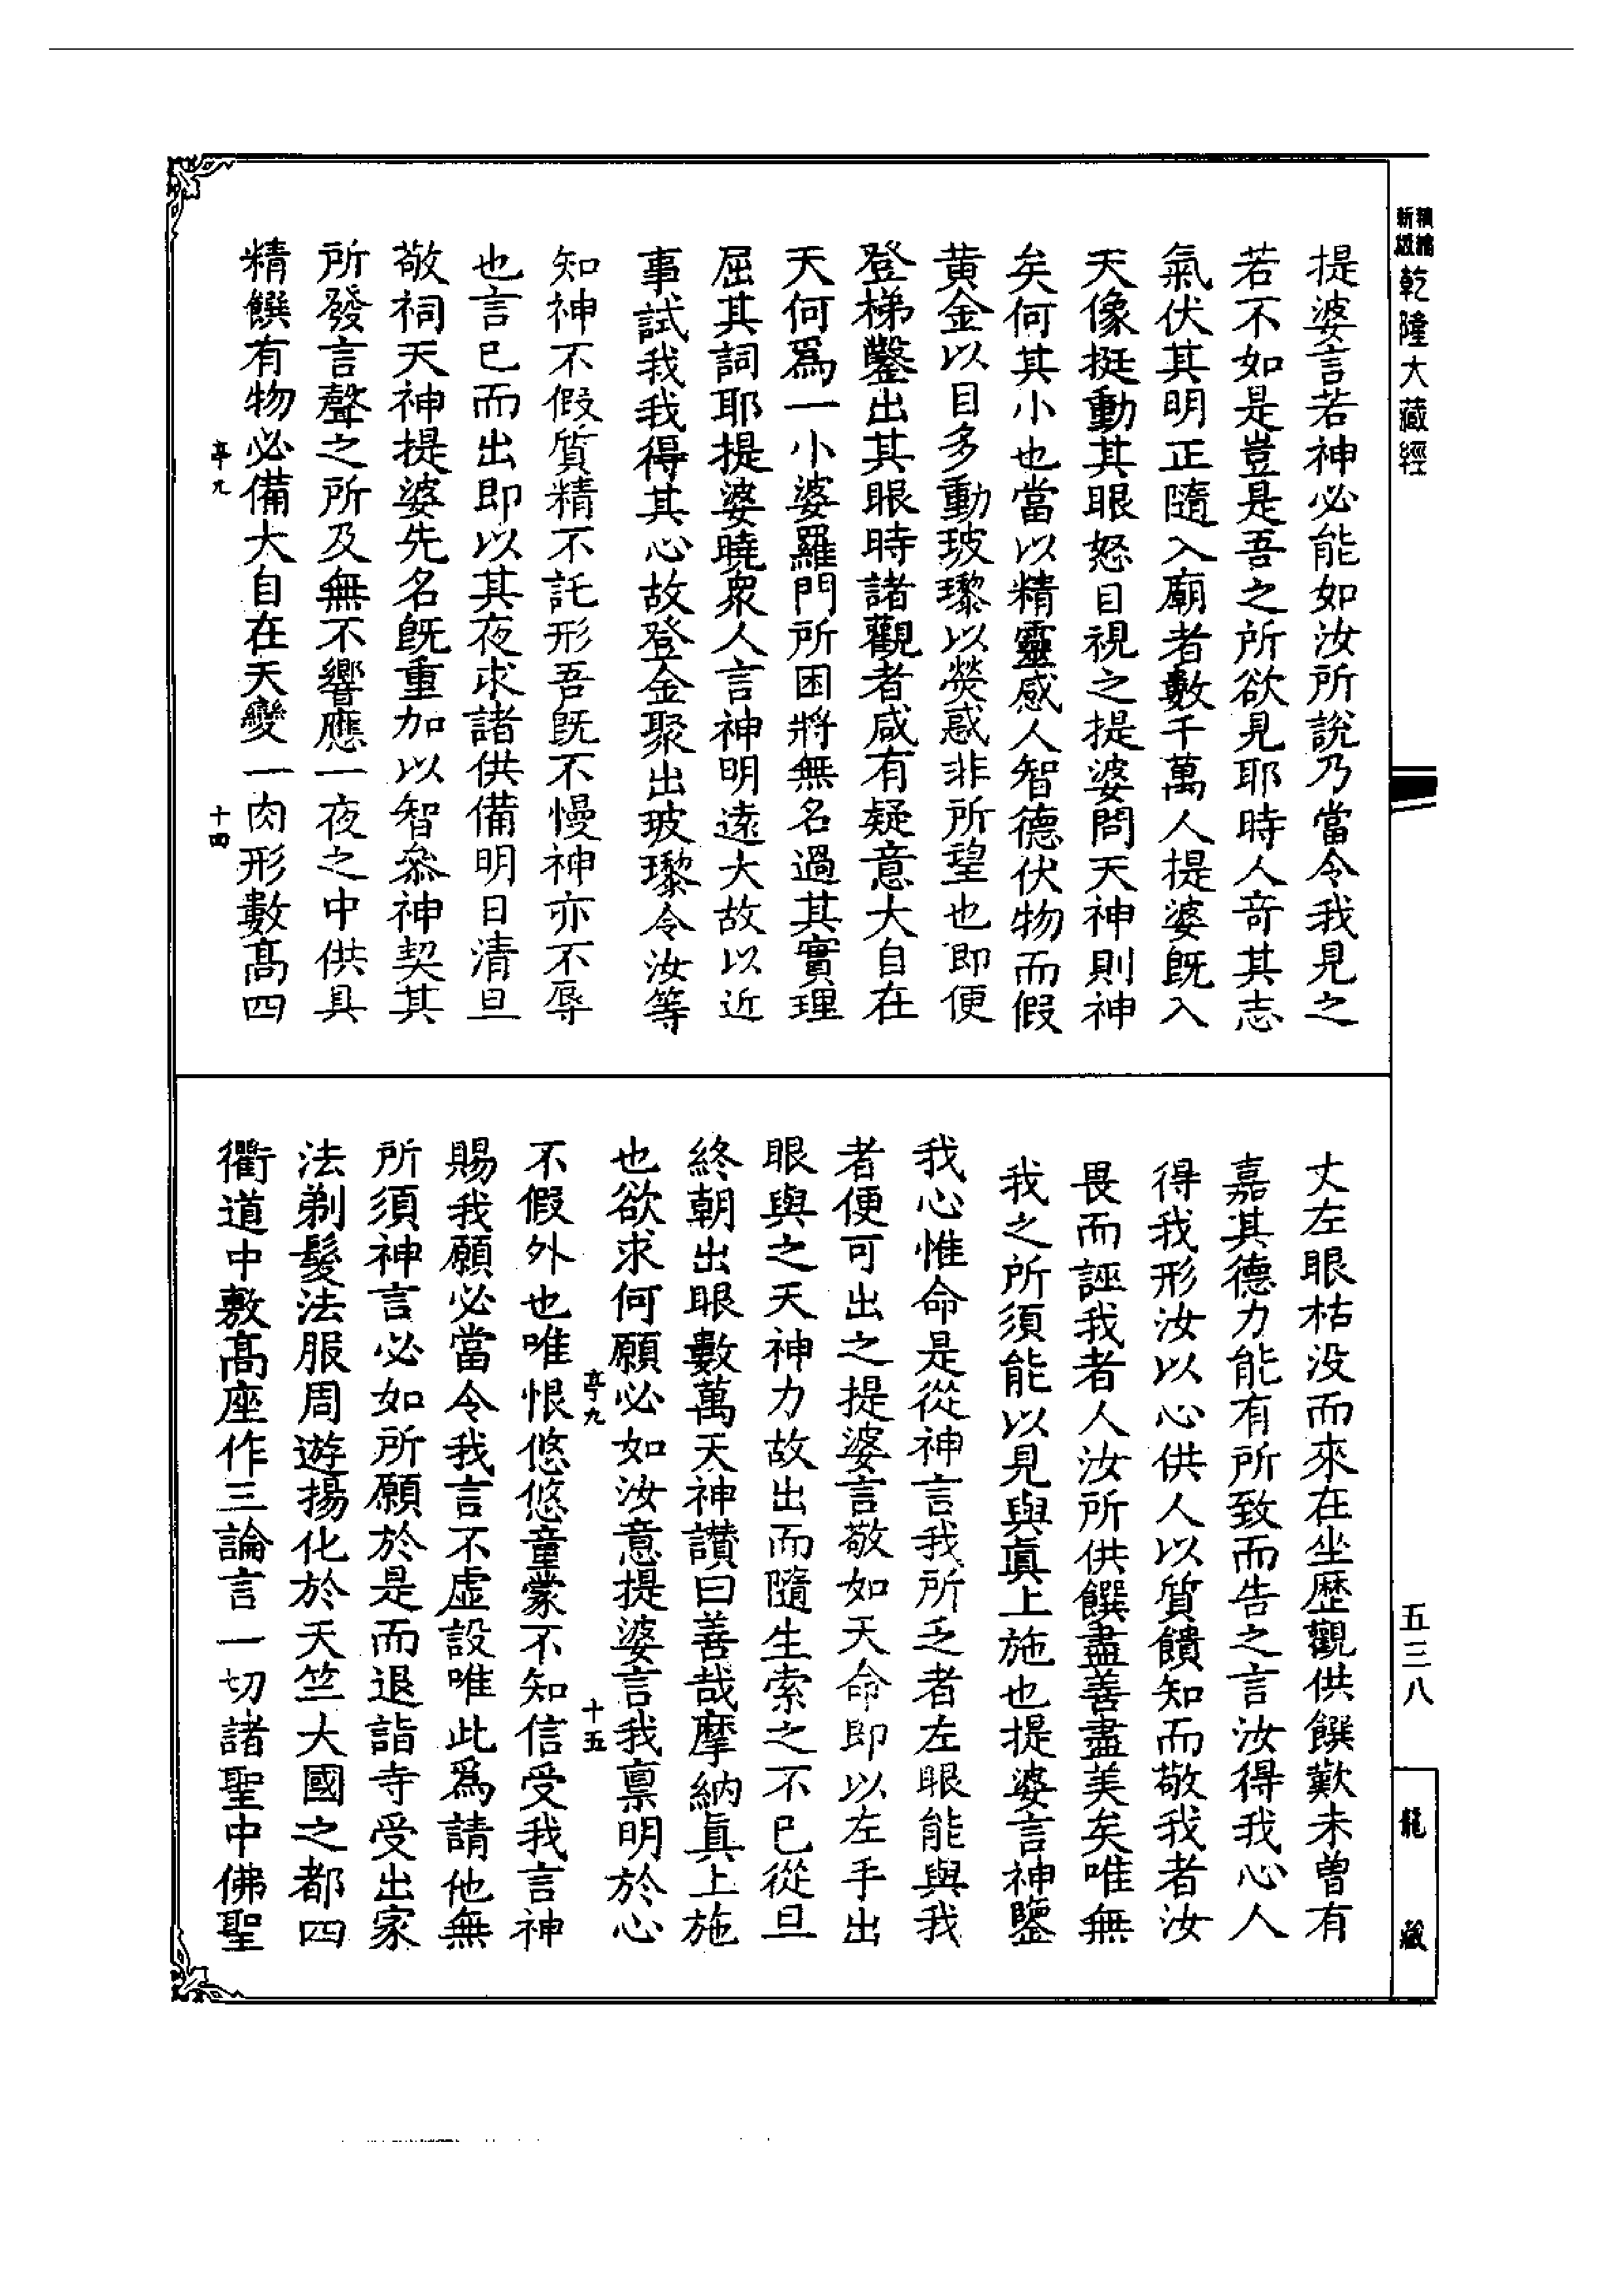 新編
縮版
乾隆大藏經
提婆言若神必能如汝所說乃當令我見之
若不如是豈是吾之所欲見耶時人奇其志
氣伏其明正隨入廟者數千萬人提婆既入
天像挺動其眼怒目視之提婆問天神則神
矣何其小也當以精靈感人智德伏物而假
黃金以目多動玻瓈以熒惑非所望也即便
登梯鑿出其眼時諸觀者咸有疑意大自在
天何爲一小婆羅門所困將無名過其實理
屈其詞耶提婆曉衆人言神明遠大故以近
事試我我得其心故登金聚出玻瓈令汝等
知神不假質精不託形吾既不慢神亦不辱
也言已而出即以其夜求諸供備明日清旦
敬祠天神提婆先名既重加以智叅神契其
所發言聲之所及無不響應一夜之中供具
精饌有物必備大自在天變一肉形數髙四
亭九
十四
丈左眼枯没而來在坐歷觀供饌歎未曾有
嘉其德力能有所致而告之言汝得我心人
得我形汝以心供人以質饋知而敬我者汝
畏而誣我者人汝所供饌盡善盡美矣唯無
我之所須能以見與眞上施也提婆言神鑒
我心惟命是從神言我所乏者左眼能與我
者便可出之提婆言敬如天命即以左手出
眼與之天神力故出而隨生索之不已從旦
終朝出眼數萬天神讚曰善哉摩納眞上施
也欲求何願必如汝意提婆言我禀明於心
亭九
十五
不假外也唯恨悠悠童蒙不知信受我言神
賜我願必當令我言不虛設唯此爲請他無
所須神言必如所願於是而退詣寺受出家
法剃髮法服周遊揚化於天竺大國之都四
衢道中敷髙座作三論言一切諸聖中佛聖
五三八
龍藏